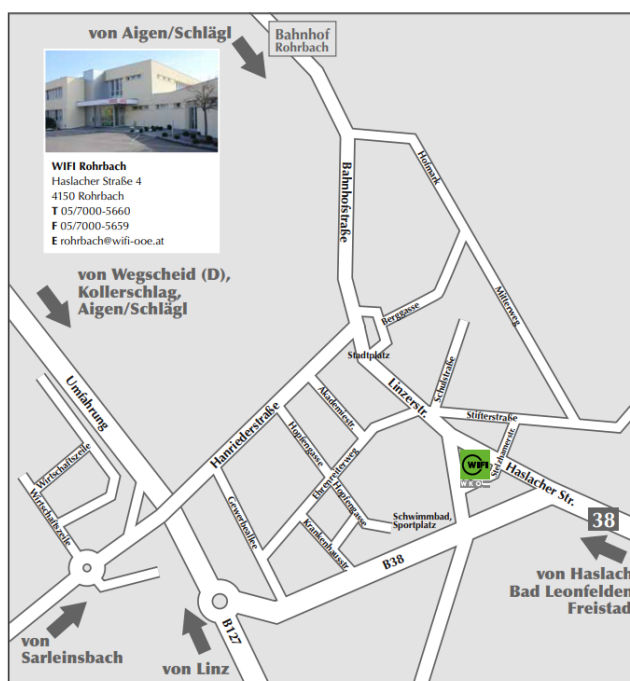 von Aigen/Schlägl
Bahnhof
Rohrbach
WIFI Rohrbach
Haslacher Straße 4
4150 Rohrbach
T 05/7000-5660
F 05/7000-5659
E rohrbach@wifi-ooe.at
Bahnhofstraße
Hofmark
von Wegscheid (D),
Kollerschlag,
Aigen/Schlägl
Mitterweg
Berggasse
Stadtplatz
Umfahrung
Linzerstr.
Schulstraße
Hanriederstraße
Akademiestr.
Stifterstraße
Hopfengasse
Stelzhamerstr.
Wirtschaftszeile
Ehrenreiterweg
WIFI
WKO
Haslacher Str.
Wirtschaftszeile
Gewerbeallee
Hopfengasse
Schwimmbad,
Sportplatz
38
Krankenhausstr.
B38
von Haslach
Bad Leonfelden
Freistad
B127
von
Sarleinsbach
von Linz